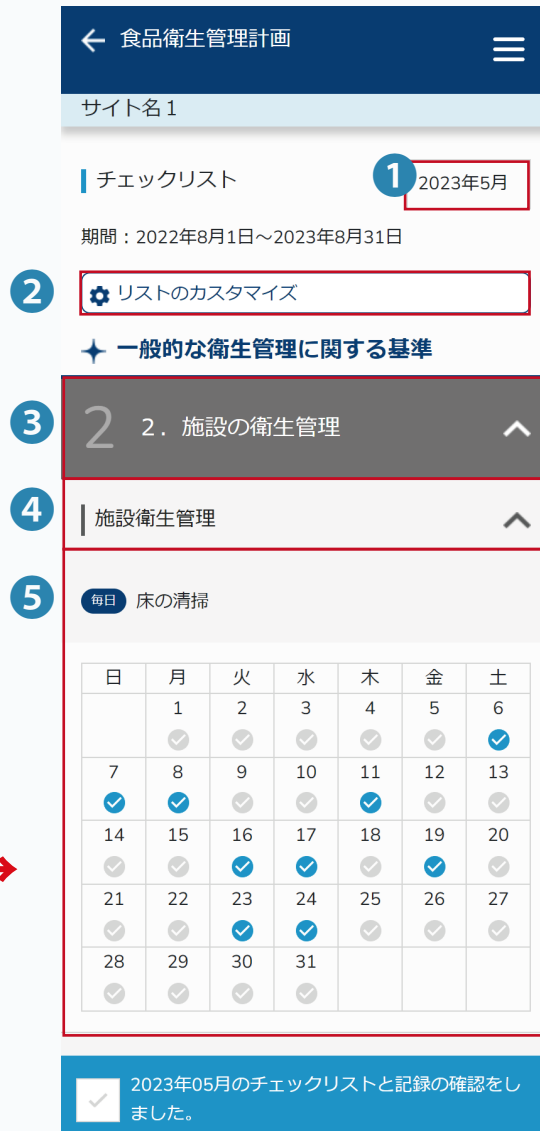 食品衛生管理計画
サイト名1
チェックリスト
1
2023年5月
期間：2022年8月1日～2023年8月31日
2
リストのカスタマイズ
一般的な衛生管理に関する基準
3
2 2．施設の衛生管理
4
施設衛生管理
5
毎日 床の清掃
日 月 火 水 木 金 土
1 2 3 4 5 6
7 8 9 10 11 12 13
14 15 16 17 18 19 20
21 22 23 24 25 26 27
28 29 30 31
2023年05月のチェックリストと記録の確認をし
ました。